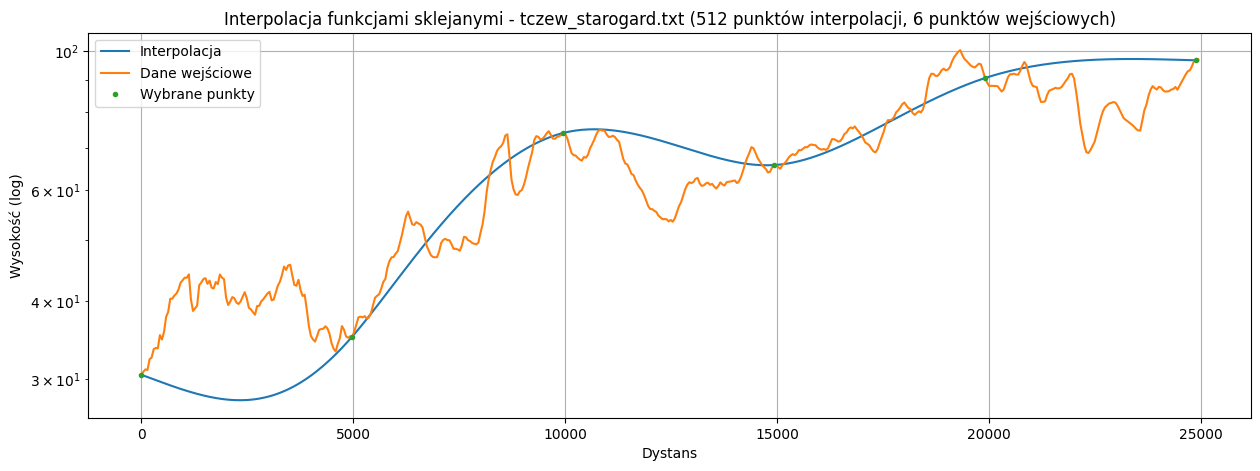 Interpolacja funkcjami sklejanymi - tczew_starogard.txt (512 punktów interpolacji, 6 punktów wejściowych)
Interpolacja
Dane wejściowe
Wybrane punkty
Wysokość (log)
10²
6 × 10¹
4 × 10¹
3 × 10¹
0 5000 10000 15000 20000 25000
Dystans